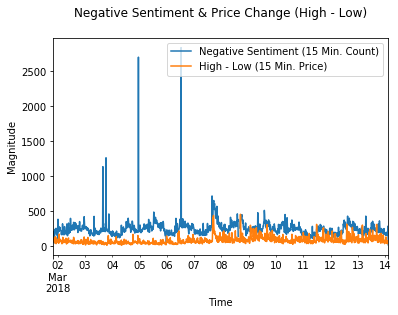 Negative Sentiment & Price Change (High - Low)
Negative Sentiment (15 Min. Count)
High - Low (15 Min. Price)
2500
2000
1500
1000
500
0
Magnitude
02 03 04 05 06 07 08 09 10 11 12 13 14
Mar
2018
Time